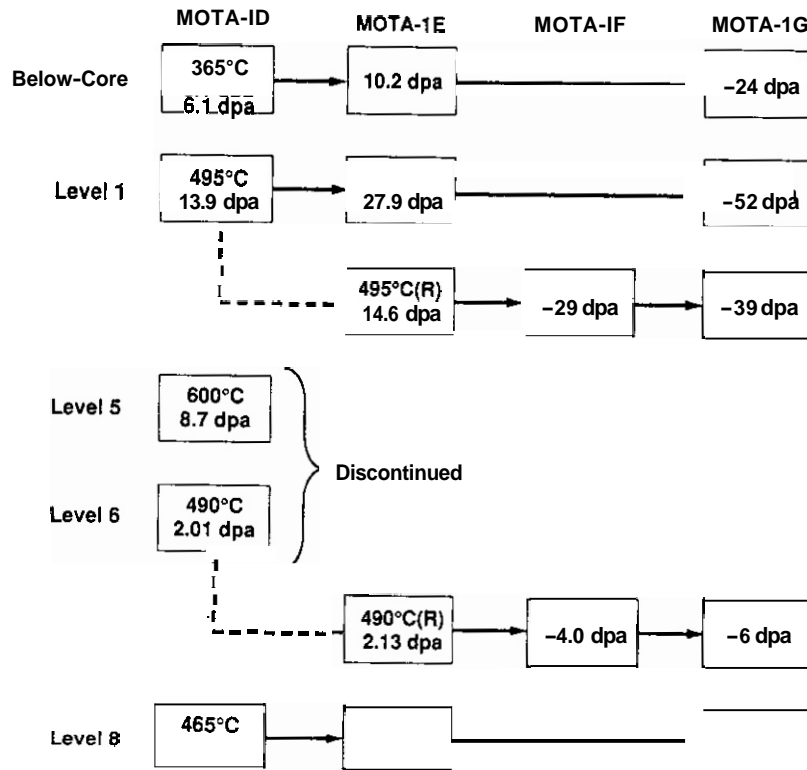 MOTA-ID MOTA-1E MOTA-IF MOTA-1G
Below-Core
365°C
6.1 dpa
10.2 dpa
−24 dpa
Level 1
495°C
13.9 dpa
27.9 dpa
−52 dpa
I
495°C(R)
14.6 dpa
−29 dpa
−39 dpa
Level 5
600°C
8.7 dpa
Discontinued
Level 6
490°C
2.01 dpa
I
490°C(R)
2.13 dpa
−4.0 dpa
−6 dpa
Level 8
465°C